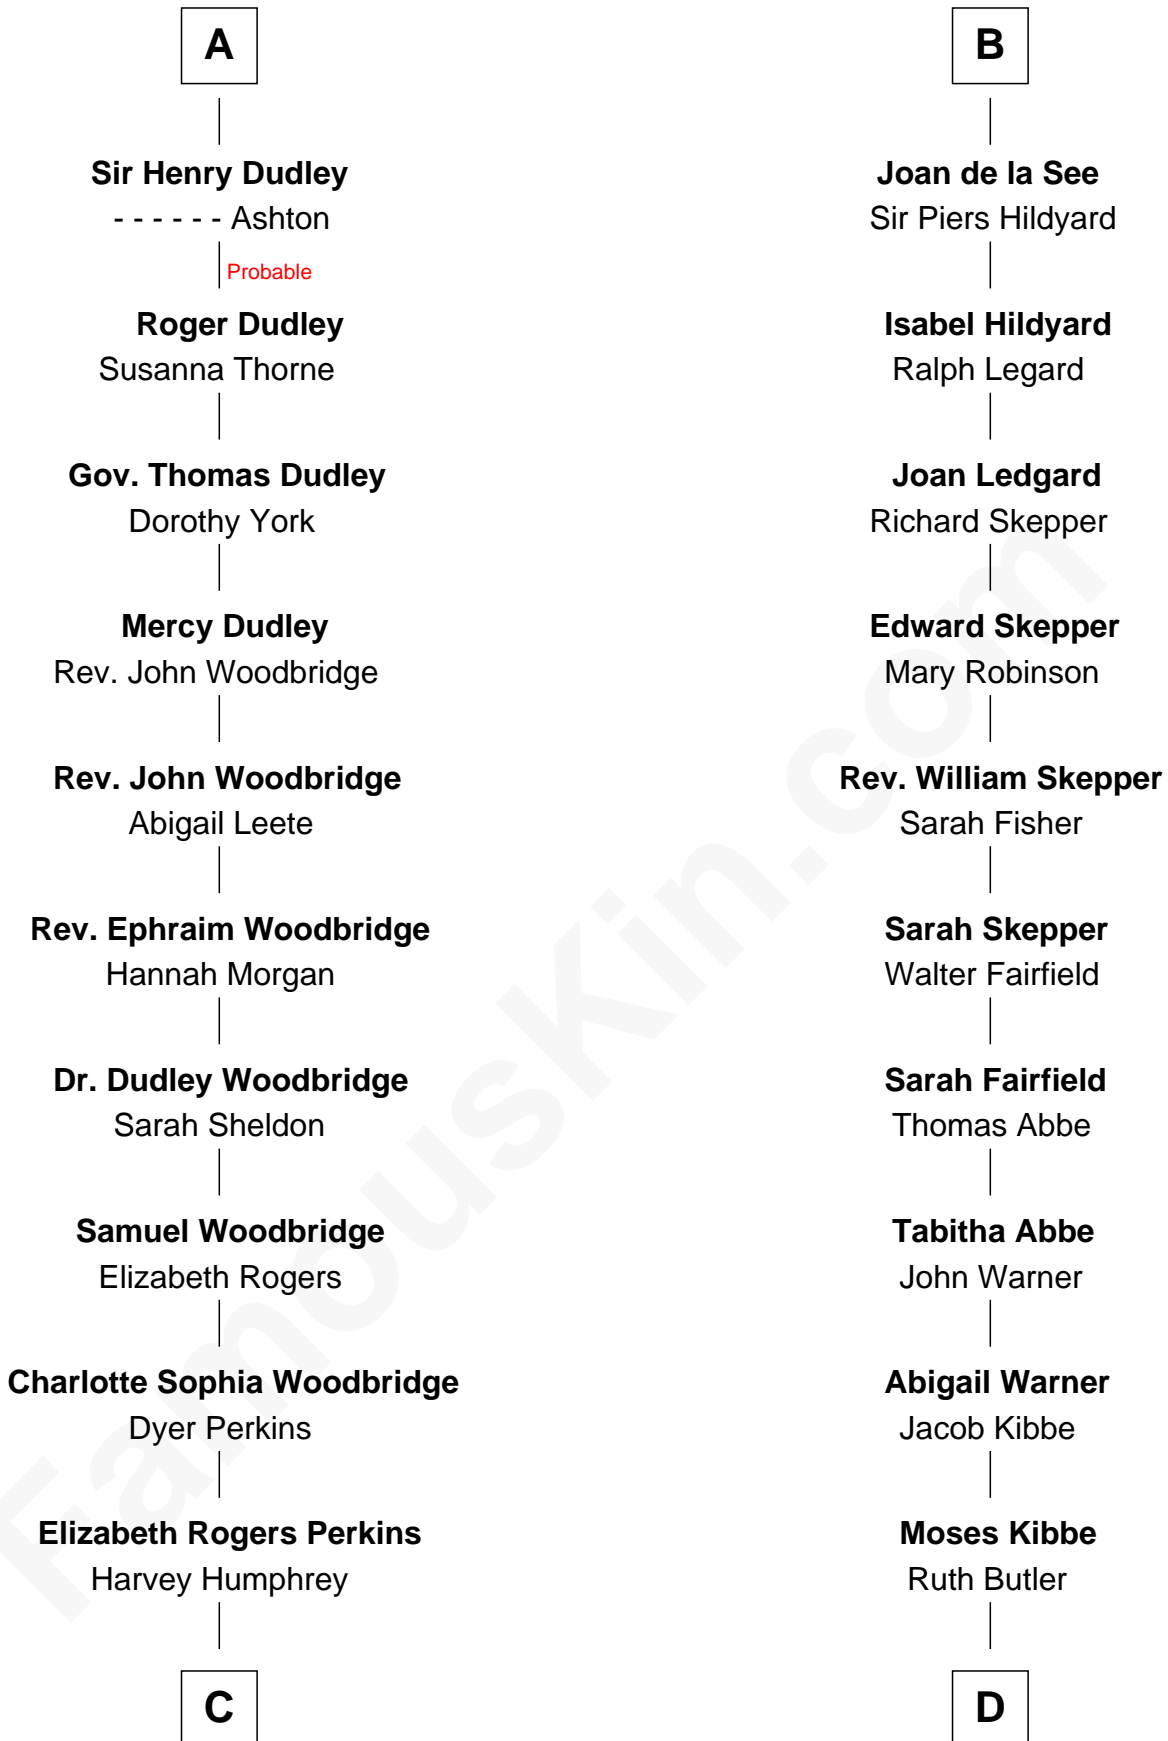 A
Sir Henry Dudley
- - - - - - Ashton
Probable
Roger Dudley
Susanna Thorne
Gov. Thomas Dudley
Dorothy York
Mercy Dudley
Rev. John Woodbridge
Rev. John Woodbridge
Abigail Leete
Rev. Ephraim Woodbridge
Hannah Morgan
Dr. Dudley Woodbridge
Sarah Sheldon
Samuel Woodbridge
Elizabeth Rogers
Charlotte Sophia Woodbridge
Dyer Perkins
Elizabeth Rogers Perkins
Harvey Humphrey
C
B
Joan de la See
Sir Piers Hildyard
Isabel Hildyard
Ralph Legard
Joan Ledgard
Richard Skepper
Edward Skepper
Mary Robinson
Rev. William Skepper
Sarah Fisher
Sarah Skepper
Walter Fairfield
Sarah Fairfield
Thomas Abbe
Tabitha Abbe
John Warner
Abigail Warner
Jacob Kibbe
Moses Kibbe
Ruth Butler
D
FamousKin.com